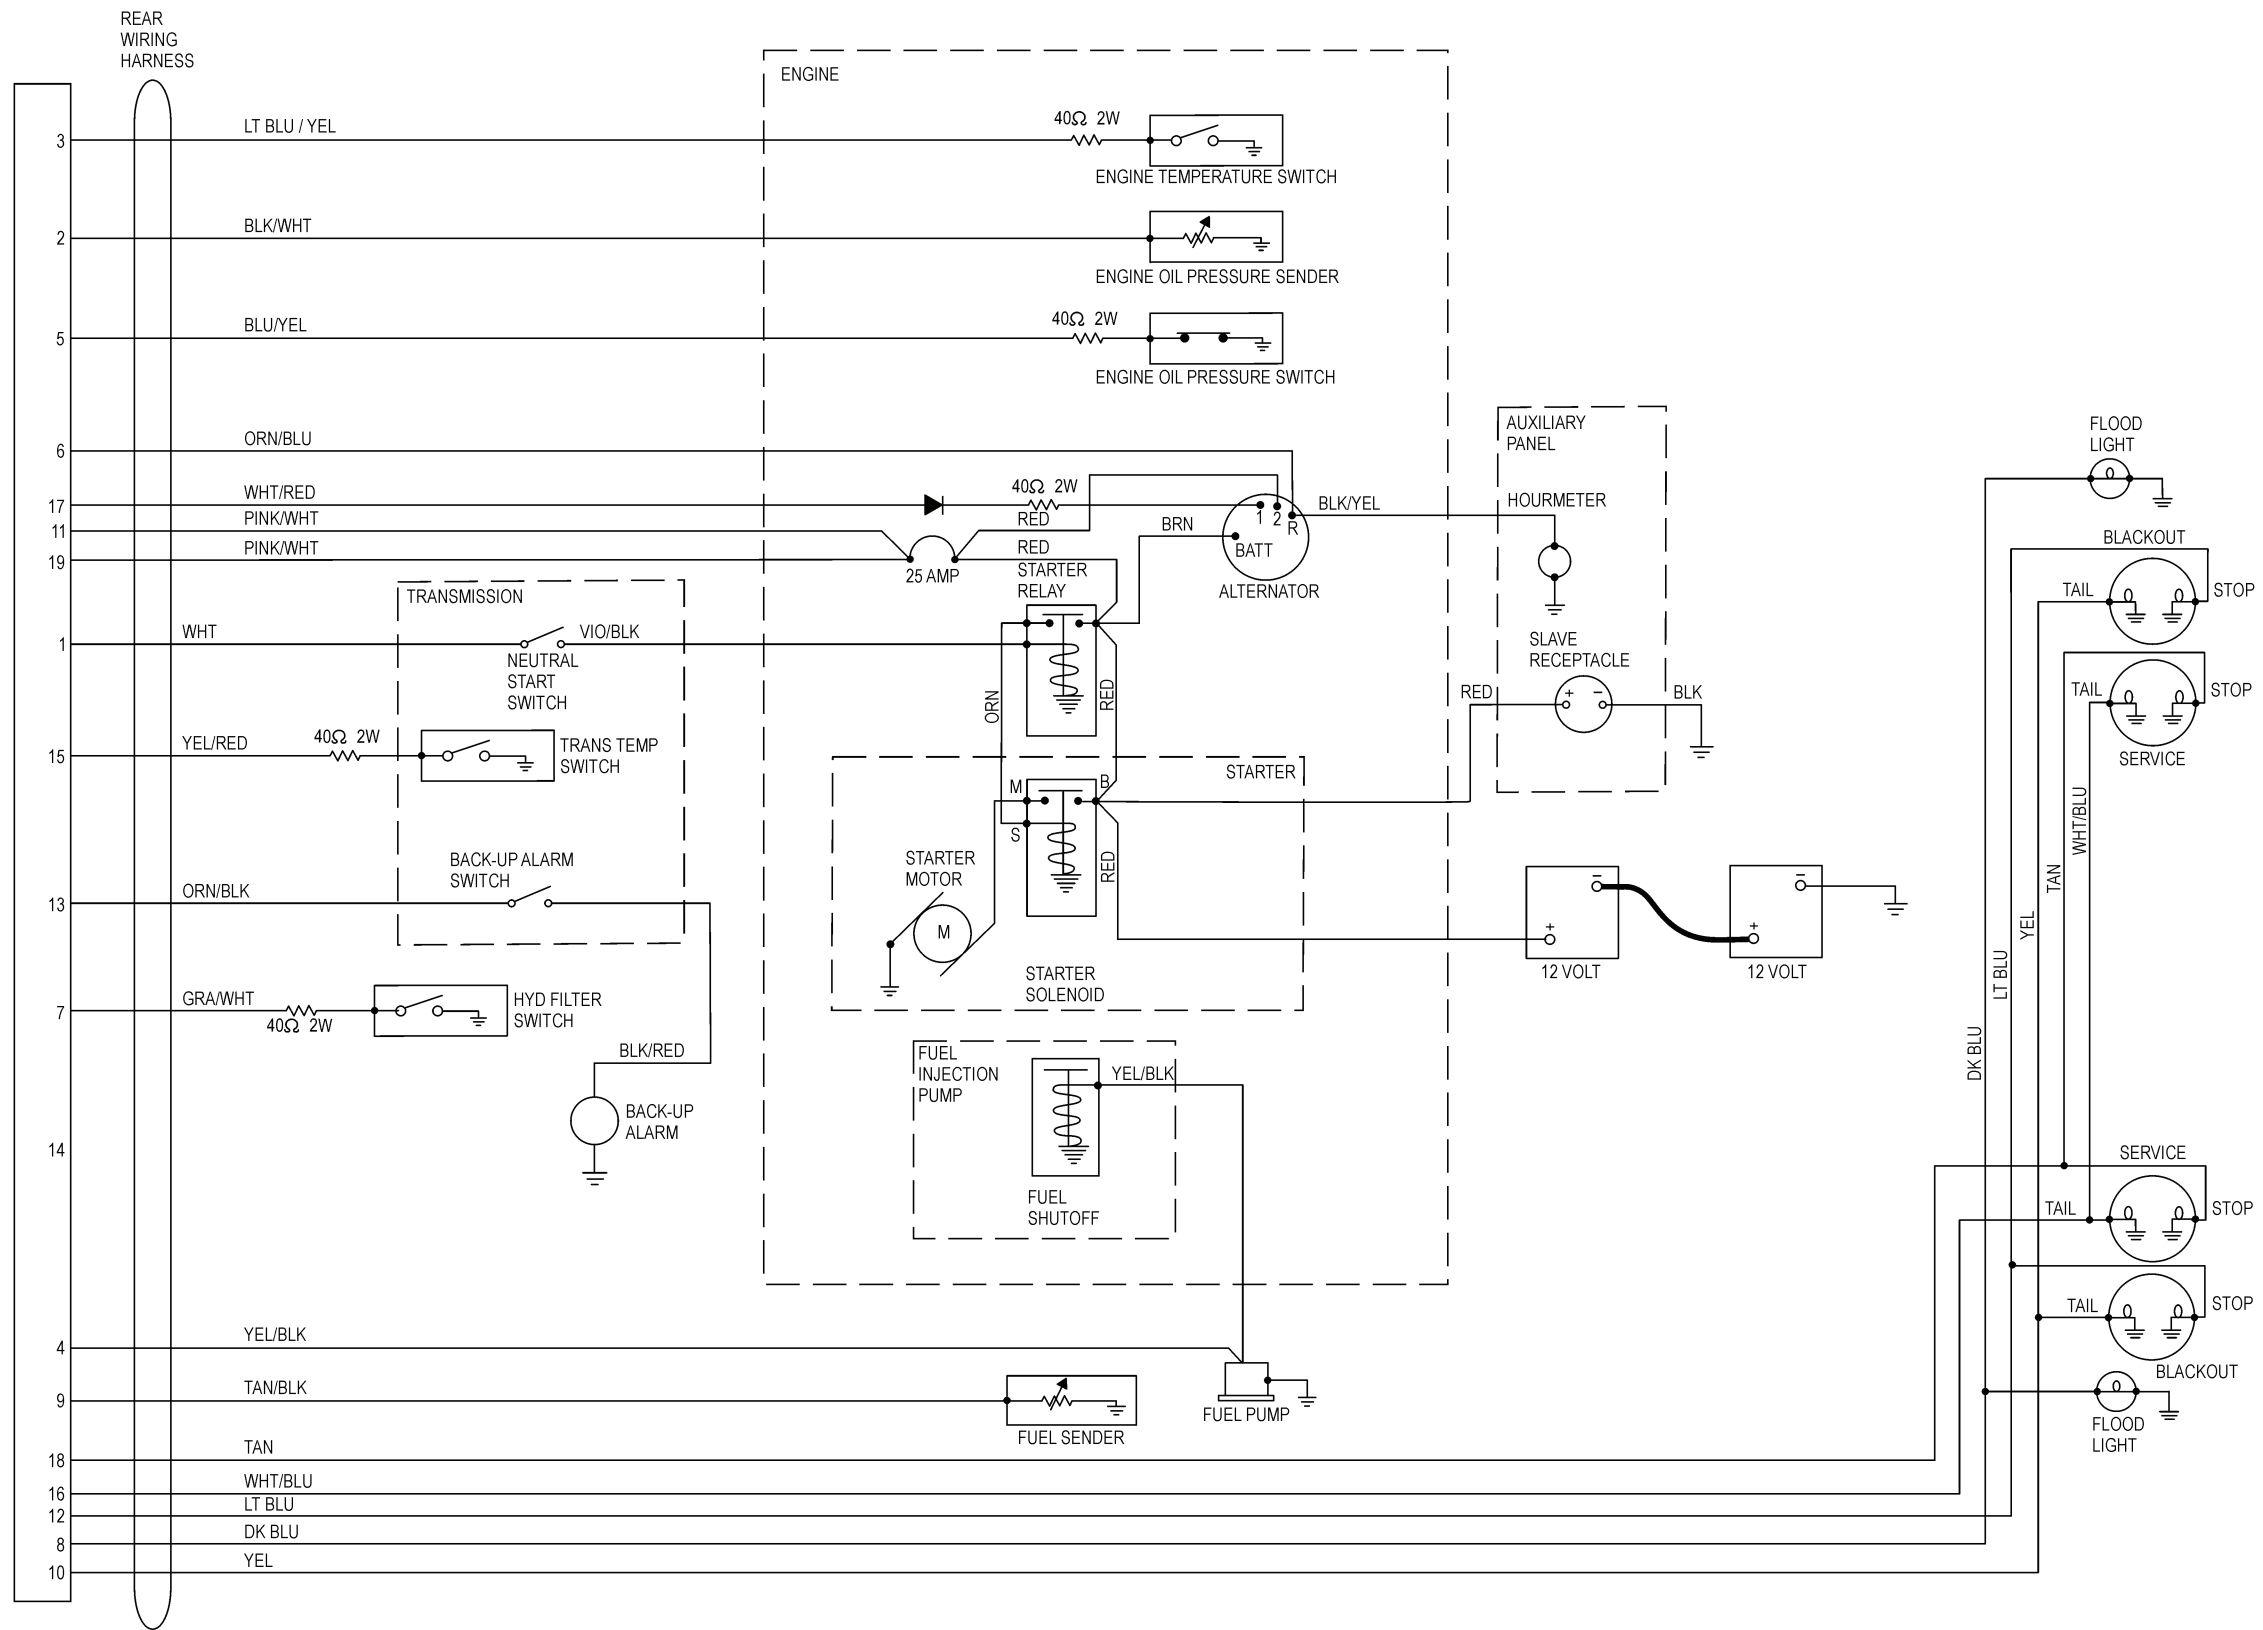 REAR
WIRING
HARNESS
ENGINE
3
LT BLU / YEL
40Ω 2W
ENGINE TEMPERATURE SWITCH
2
BLK/WHT
ENGINE OIL PRESSURE SENDER
5
BLU/YEL
40Ω 2W
ENGINE OIL PRESSURE SWITCH
6
ORN/BLU
17
WHT/RED
40Ω 2W
11
PINK/WHT
RED
19
PINK/WHT
25 AMP
RED
STARTER
RELAY
BRN
1
2
R
BATT
ALTERNATOR
BLK/YEL
AUXILIARY
PANEL
HOURMETER
SLAVE
RECEPTACLE
+
−
RED
BLK
TRANSMISSION
1
WHT
VIO/BLK
NEUTRAL
START
SWITCH
ORN
RED
15
YEL/RED
40Ω 2W
TRANS TEMP
SWITCH
STARTER
M
B
S
RED
STARTER
MOTOR
M
STARTER
SOLENOID
BACK-UP ALARM
SWITCH
13
ORN/BLK
7
GRA/WHT
40Ω 2W
HYD FILTER
SWITCH
BLK/RED
BACK-UP
ALARM
14
FUEL
INJECTION
PUMP
YEL/BLK
FUEL
SHUTOFF
−
+
12 VOLT
−
+
12 VOLT
FLOOD
LIGHT
BLACKOUT
TAIL
STOP
TAIL
STOP
SERVICE
WHT/BLU
TAN
YEL
LT BLU
DK BLU
SERVICE
TAIL
STOP
TAIL
STOP
BLACKOUT
FLOOD
LIGHT
4
YEL/BLK
FUEL PUMP
9
TAN/BLK
FUEL SENDER
18
TAN
16
WHT/BLU
12
LT BLU
8
DK BLU
10
YEL